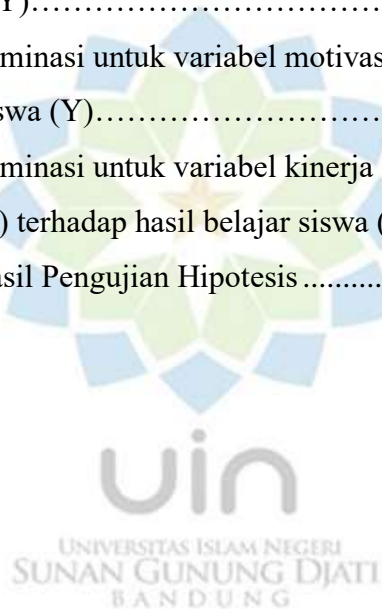 Y)……………………………
minasi untuk variabel motivas
swa (Y)………………………
minasi untuk variabel kinerja
) terhadap hasil belajar siswa (
asil Pengujian Hipotesis..........
uin
UNIVERSITAS ISLAM NEGERI
SUNAN GUNUNG DJATI
BANDUNG